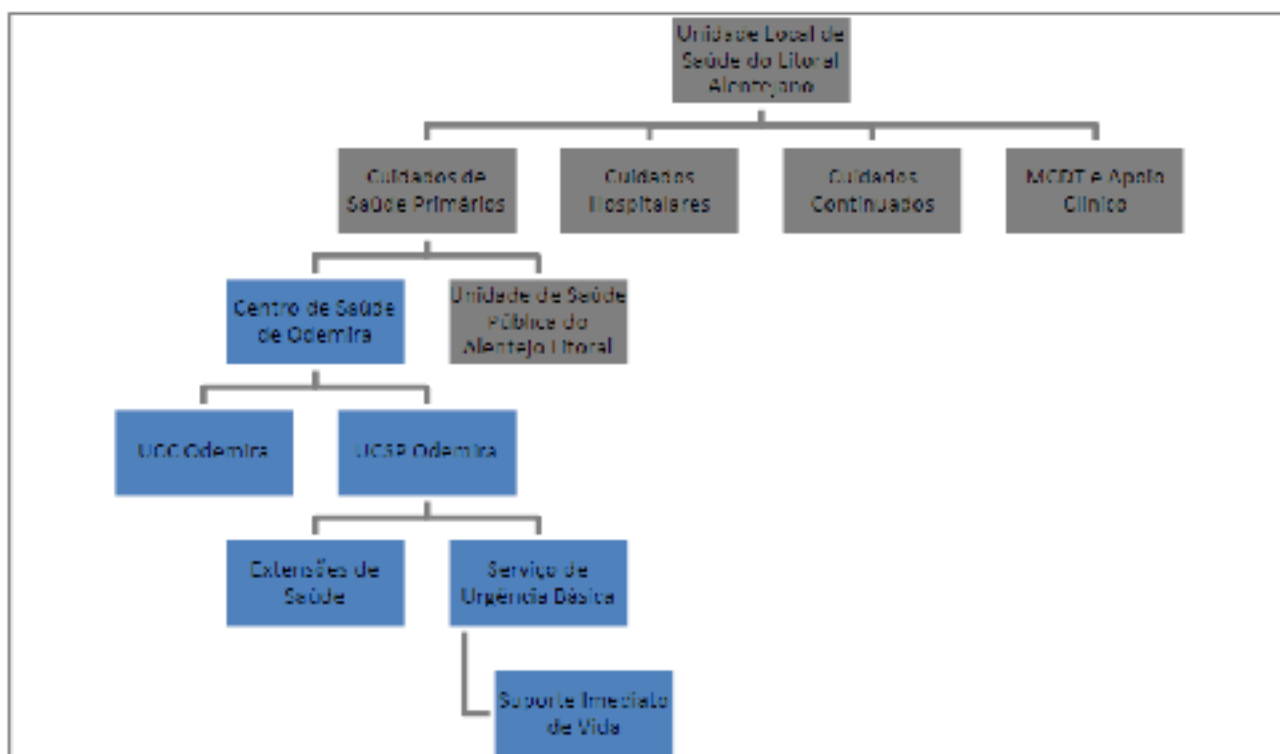 Unidade Local de
Saúde do Litoral
Alentejano
Cuidados de
Saúde Primários
Cuidados
Hospitalares
Cuidados
Continuados
MCDT e Apoio
Clínico
Centro de Saúde
de Odemira
Unidade de Saúde
Pública do
Alentejo Litoral
UCC Odemira
UCSP Odemira
Extensões de
Saúde
Serviço de
Urgência Básica
Suporte Imediato
de Vida